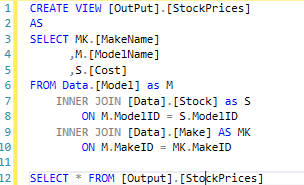 1 CREATE VIEW [OutPut].[StockPrices]
2 AS
3 SELECT MK.[MakeName]
4 ,M.[ModelName]
5 ,S.[Cost]
6 FROM Data.[Model] as M
7 INNER JOIN [Data].[Stock] as S
8 ON M.ModelID = S.ModelID
9 INNER JOIN [Data].[Make] AS MK
10 ON M.MakeID = MK.MakeID
11
12 SELECT * FROM [Output].[StockPrices]